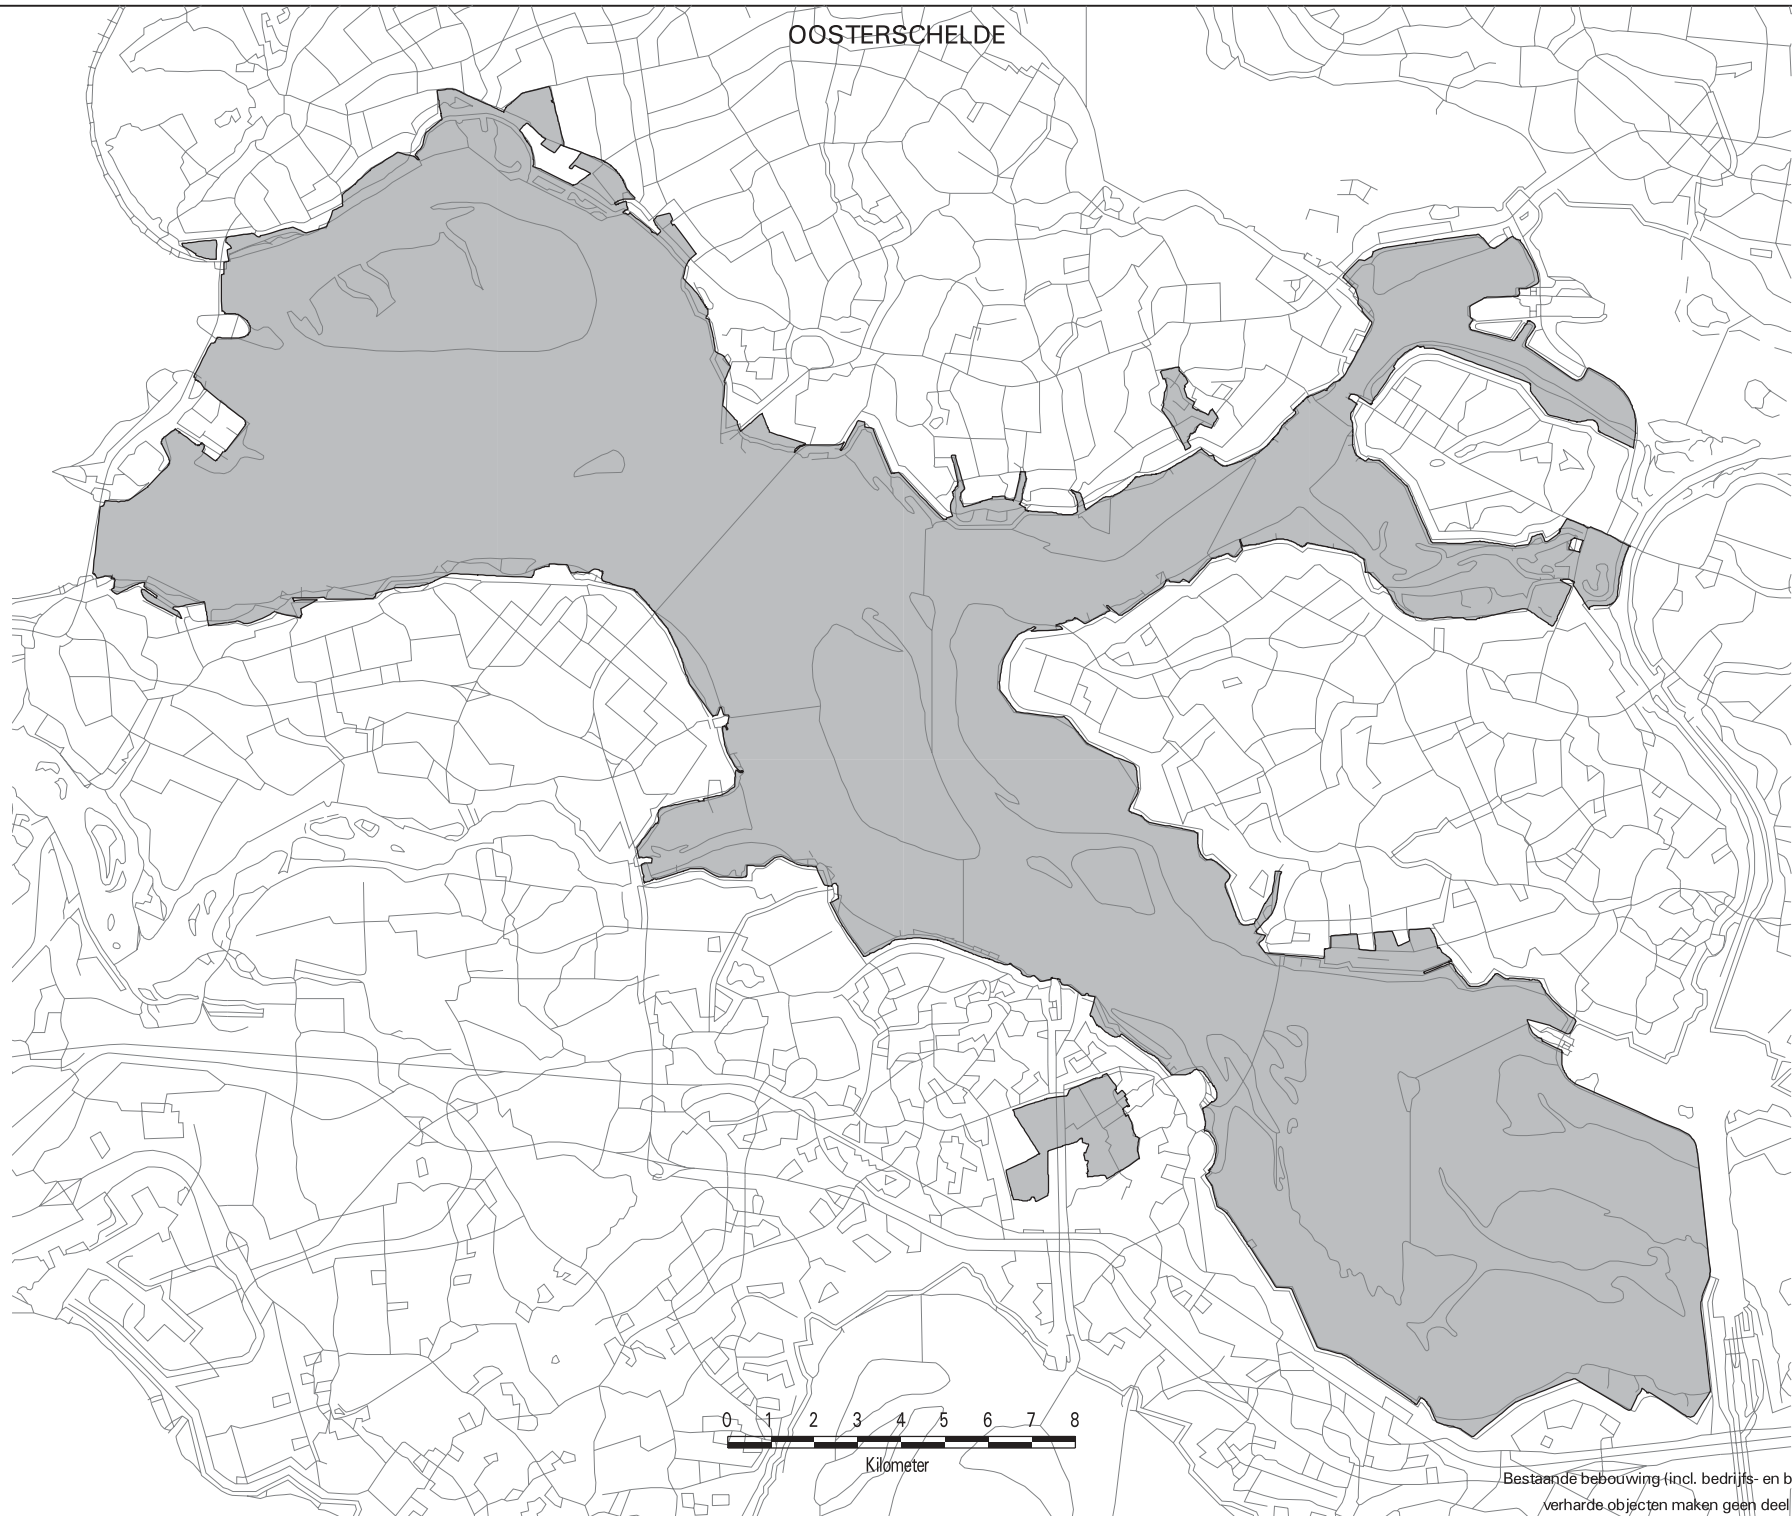 OOSTERSCHELDE
0 1 2 3 4 5 6 7 8
Kilometer
Bestaande bebouwing (incl. bedrijfs- en b
verharde objecten maken geen deel